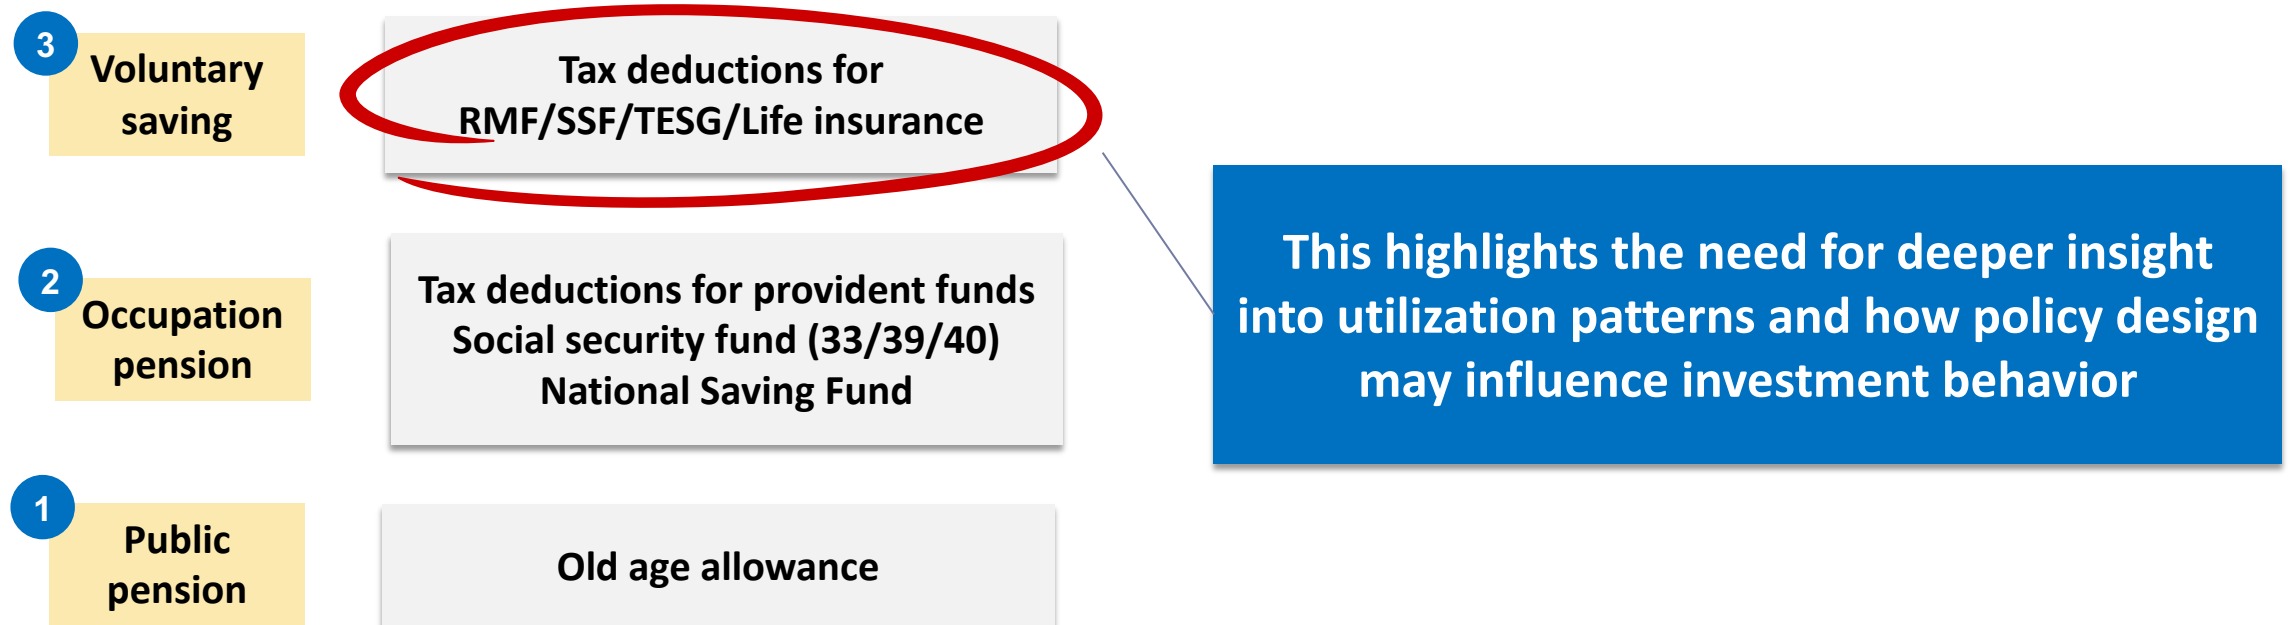 3
Voluntary
saving
Tax deductions for
RMF/SSF/TESG/Life insurance
2
Occupation
pension
Tax deductions for provident funds
Social security fund (33/39/40)
National Saving Fund
This highlights the need for deeper insight
into utilization patterns and how policy design
may influence investment behavior
1
Public
pension
Old age allowance